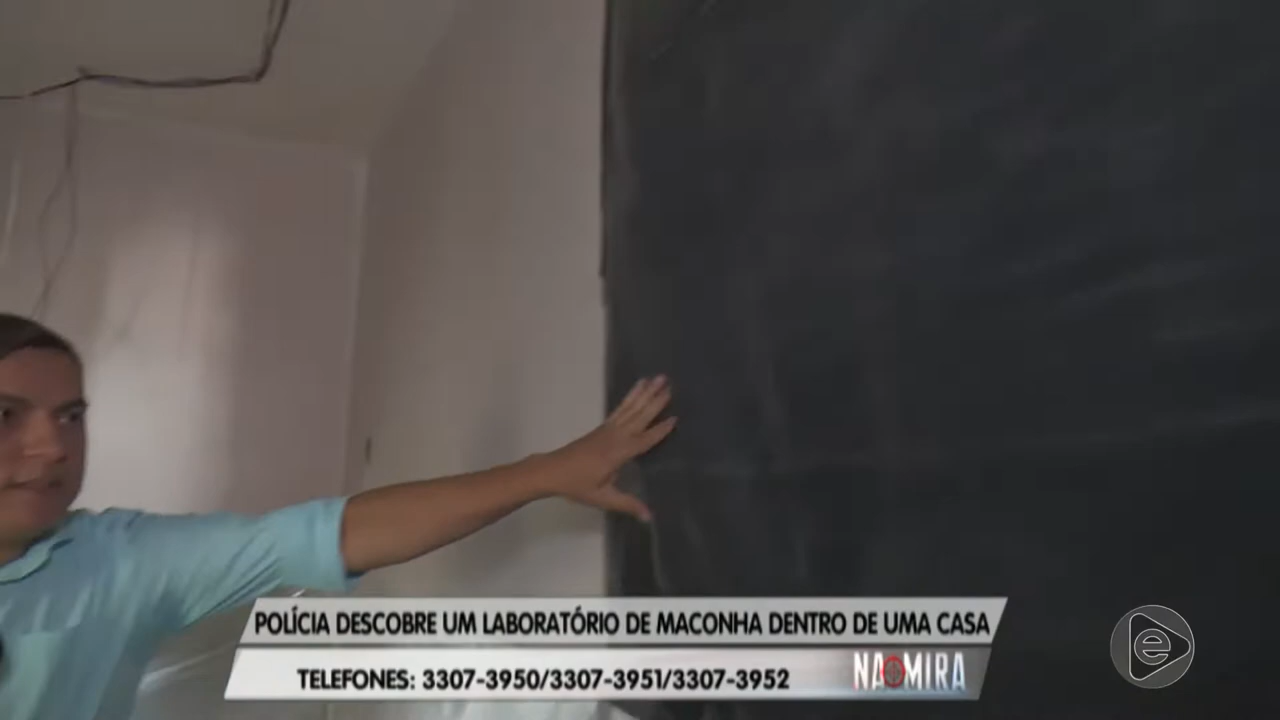 POLÍCIA DESCOBRE UM LABORATÓRIO DE MACONHA DENTRO DE UMA CASA
TELEFONES: 3307-3950/3307-3951/3307-3952 NA MIRA
e